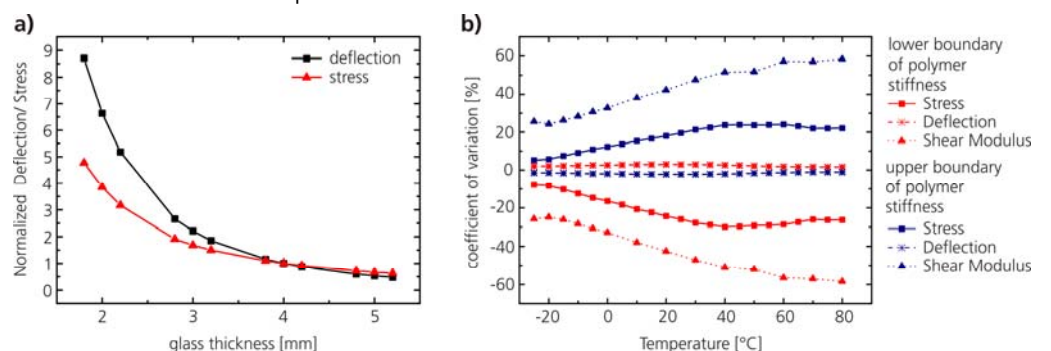 a)
Normalized Deflection/ Stress
9
8
7
6
5
4
3
2
1
0
2
3
4
5
glass thickness [mm]
deflection
stress
b)
coefficient of variation [%]
60
40
20
0
-20
-40
-60
-20
0
20
40
60
80
Temperature [°C]
lower boundary
of polymer
stiffness
Stress
Deflection
Shear Modulus
upper boundary
of polymer
stiffness
Stress
Deflection
Shear Modulus